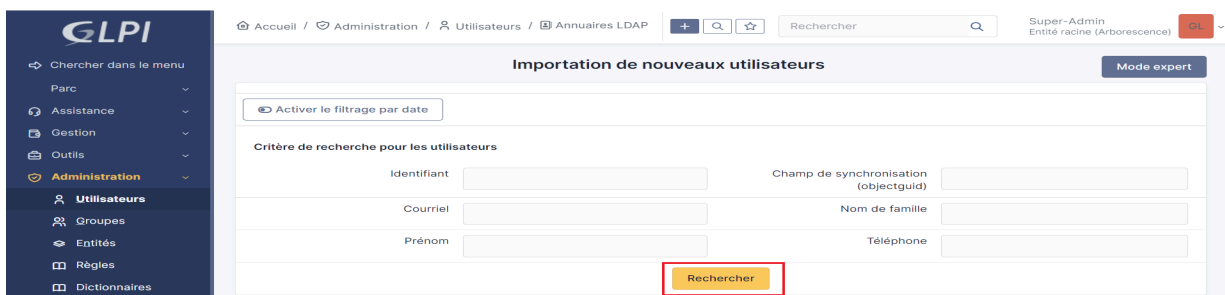 GLPI
Chercher dans le menu
Parc
Assistance
Gestion
Outils
Administration
Utilisateurs
Groupes
Entités
Règles
Dictionnaires
Accueil / Administration / Utilisateurs / Annuaires LDAP
Rechercher
Super-Admin
Entité racine (Arborescence)
GL
Importation de nouveaux utilisateurs
Mode expert
Activer le filtrage par date
Critère de recherche pour les utilisateurs
Identifiant
Champ de synchronisation
(objectguid)
Courriel
Nom de famille
Prénom
Téléphone
Rechercher